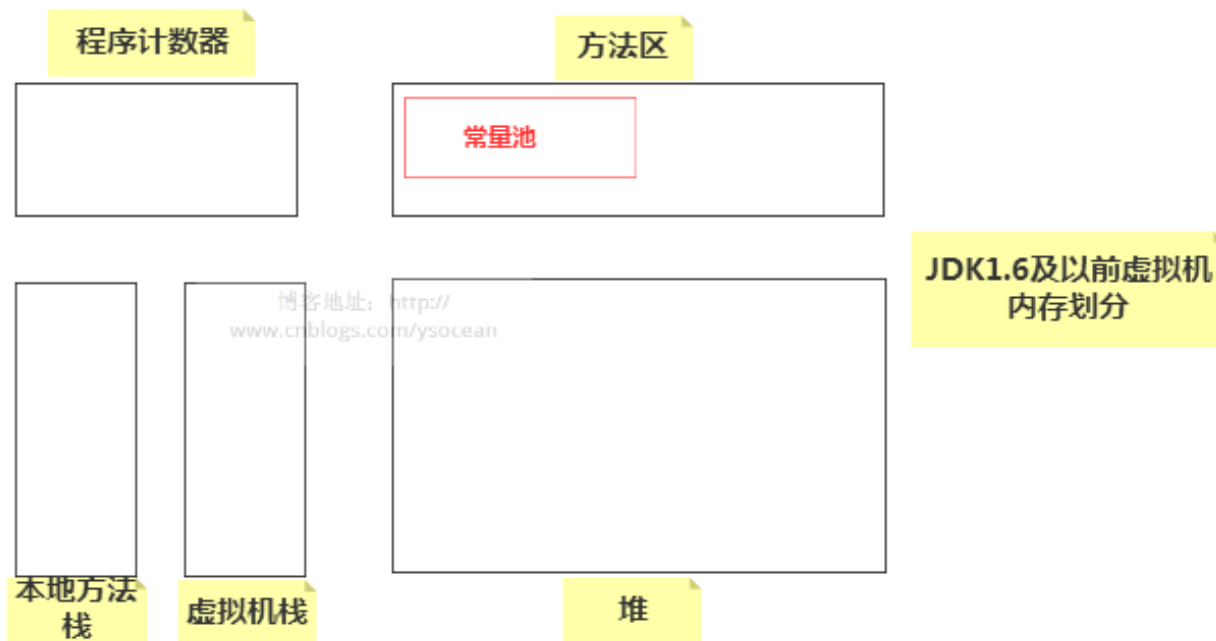 程序计数器
方法区
常量池
JDK1.6及以前虚拟机
内存划分
博客地址：http://
www.cnblogs.com/ysocean
本地方法
栈
虚拟机栈
堆